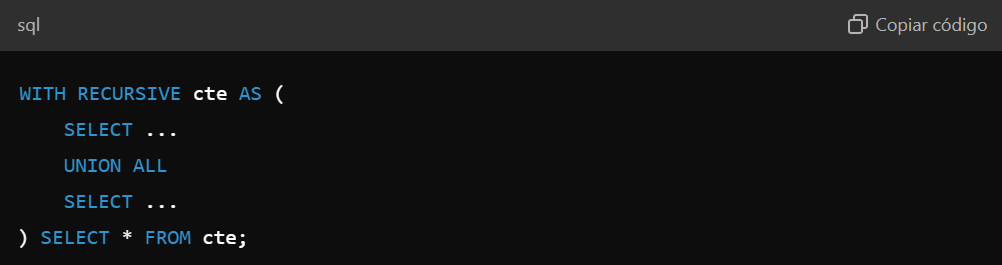 sql
Copiar código
WITH RECURSIVE cte AS (
    SELECT ...
    UNION ALL
    SELECT ...
) SELECT * FROM cte;